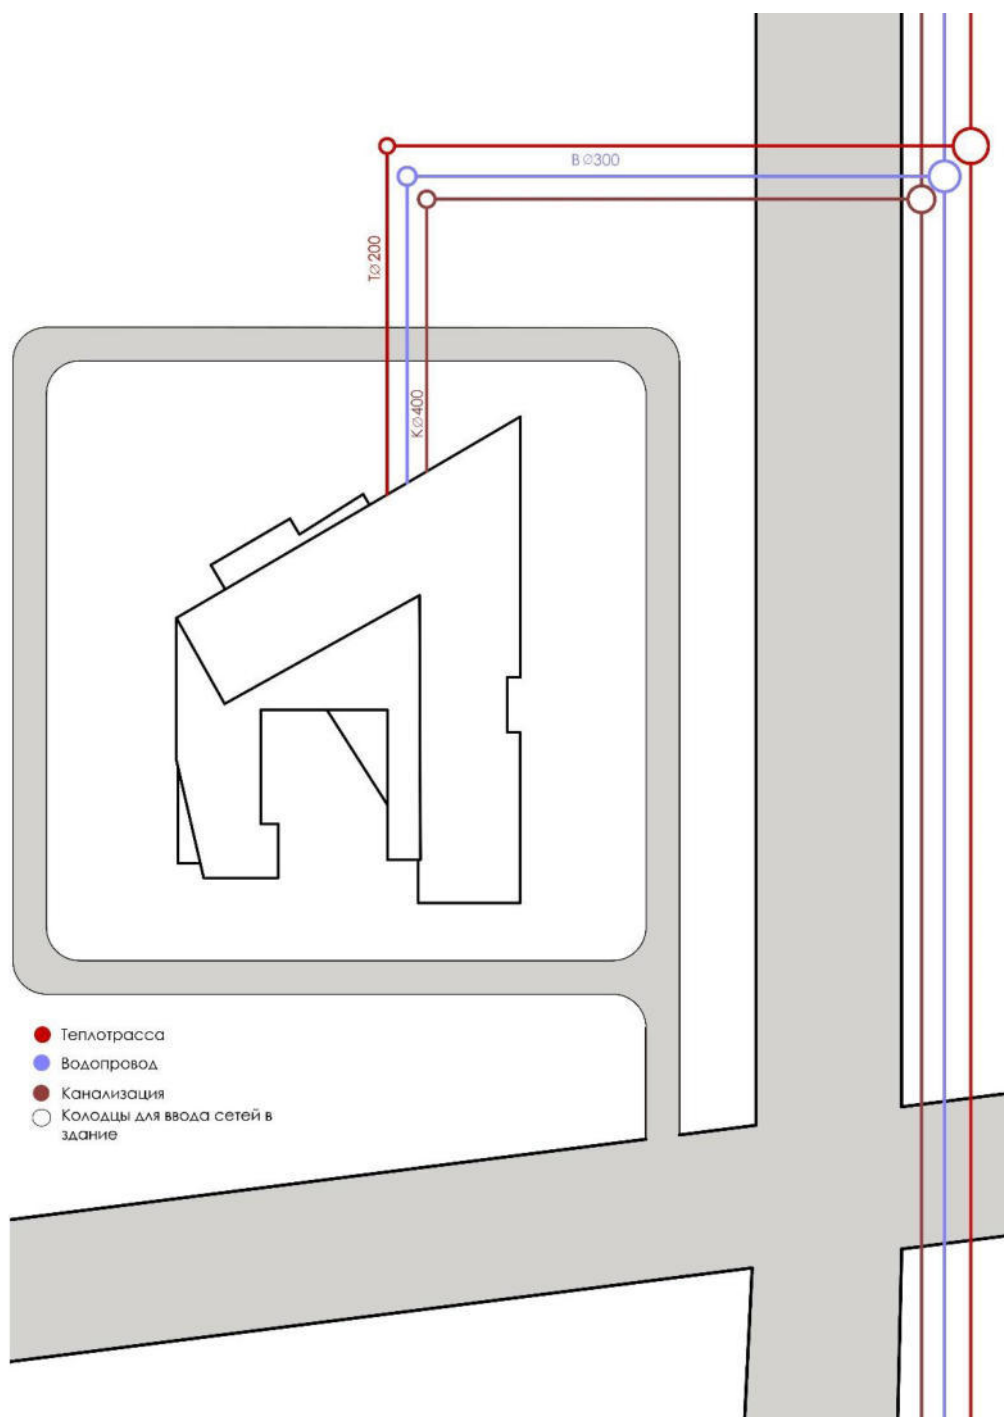 В∅300
Т∅200
К∅400
Теплотрасса
Водопровод
Канализация
Колодцы для ввода сетей в
здание